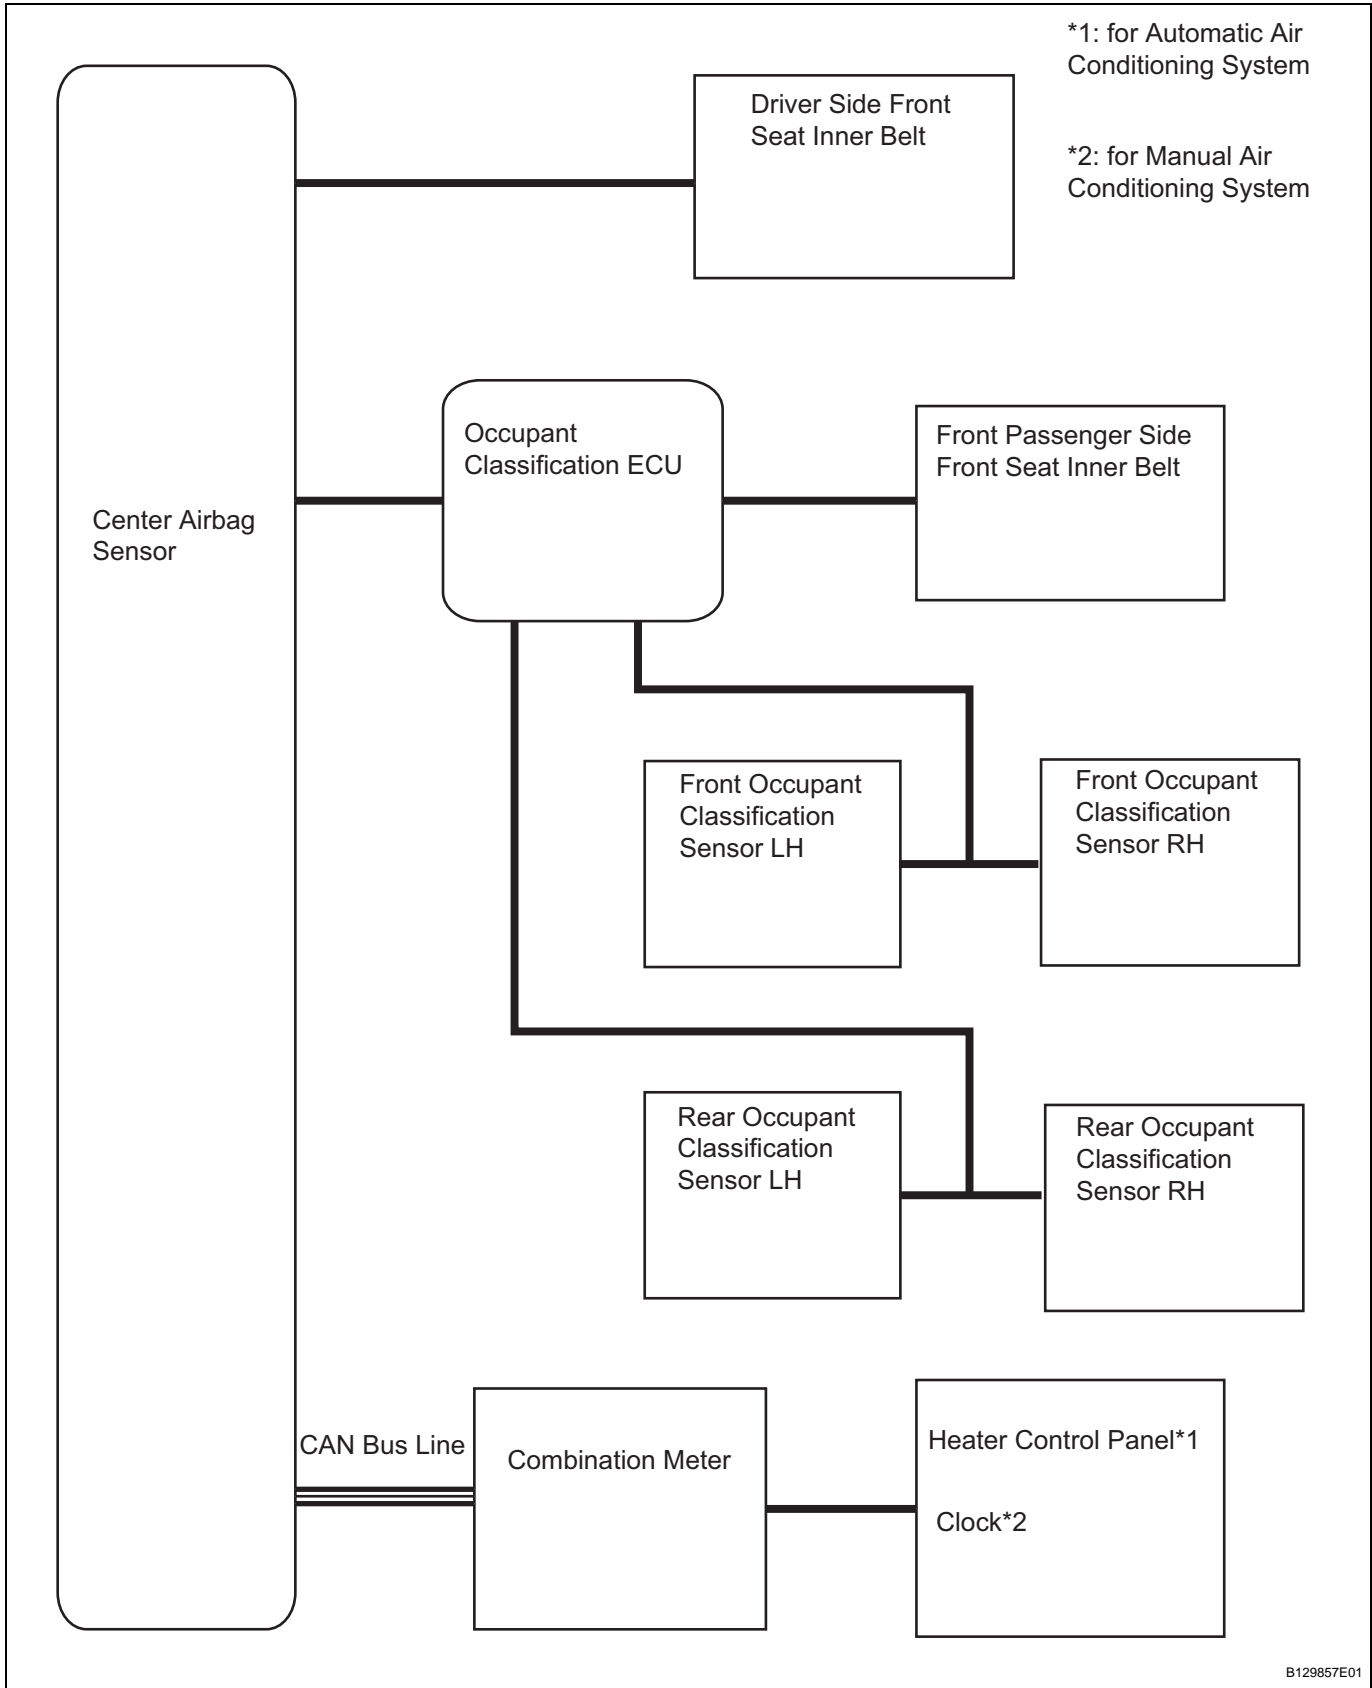 *1: for Automatic Air
Conditioning System
*2: for Manual Air
Conditioning System
Driver Side Front
Seat Inner Belt
Occupant
Classification ECU
Front Passenger Side
Front Seat Inner Belt
Center Airbag
Sensor
Front Occupant
Classification
Sensor LH
Front Occupant
Classification
Sensor RH
Rear Occupant
Classification
Sensor LH
Rear Occupant
Classification
Sensor RH
CAN Bus Line
Combination Meter
Heater Control Panel*1
Clock*2
B129857E01